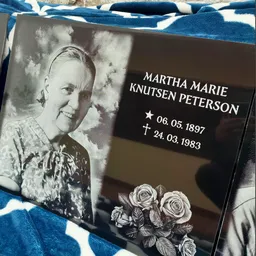 MARTHA MARIE
KNUTSEN PETERSON
★ 06. 05. 1897
† 24. 03. 1983